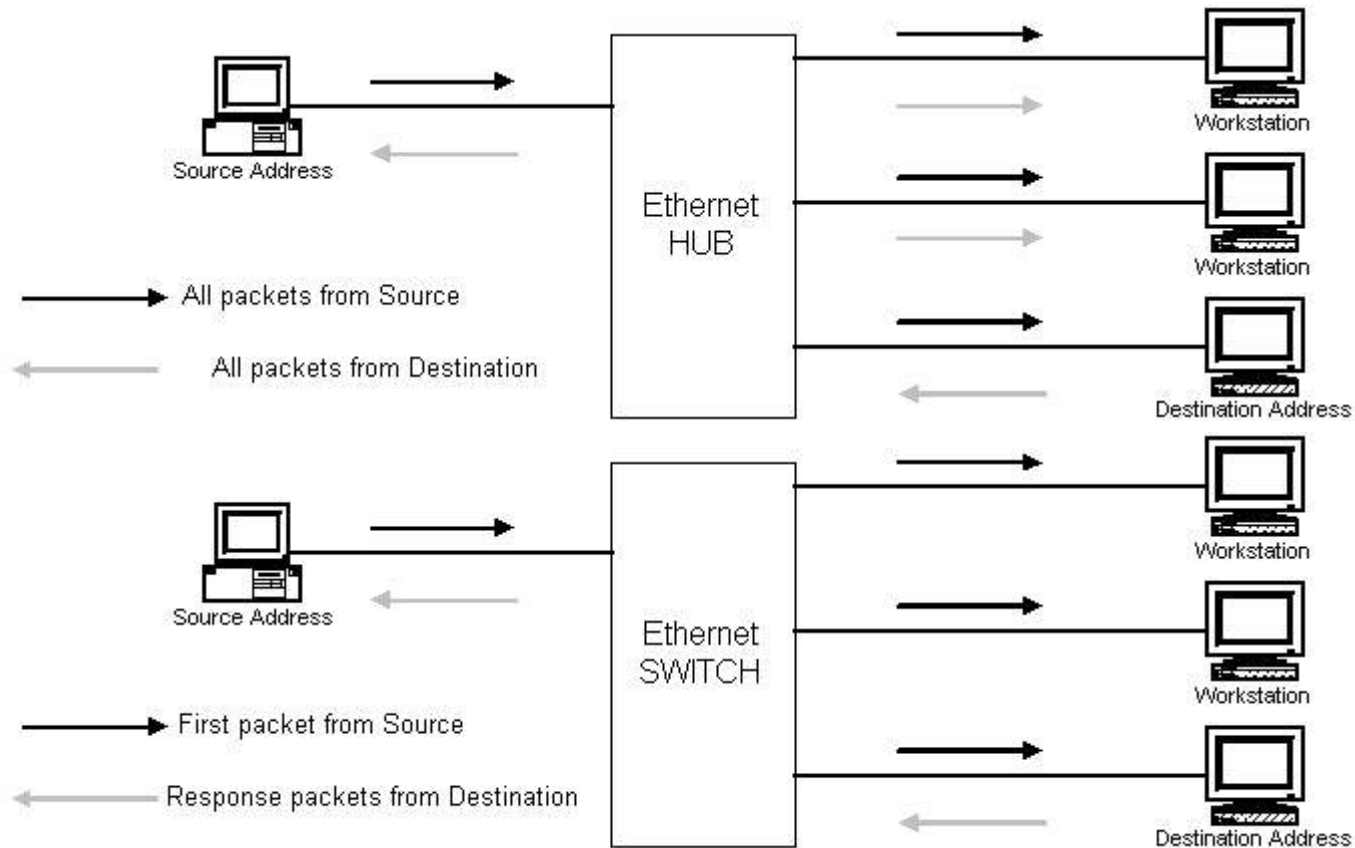 Workstation
Source Address
Ethernet
HUB
Workstation
All packets from Source
All packets from Destination
Destination Address
Workstation
Source Address
Ethernet
SWITCH
Workstation
First packet from Source
Response packets from Destination
Destination Address